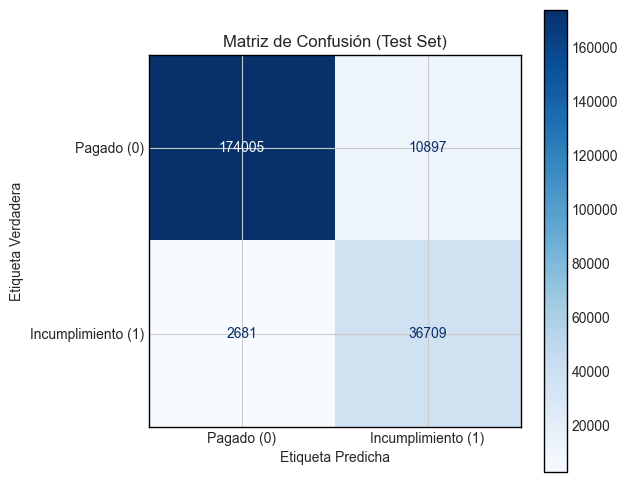 Matriz de Confusión (Test Set)
Etiqueta Verdadera
Pagado (0)
174005
10897
Incumplimiento (1)
2681
36709
Pagado (0)
Incumplimiento (1)
Etiqueta Predicha
160000
140000
120000
100000
80000
60000
40000
20000